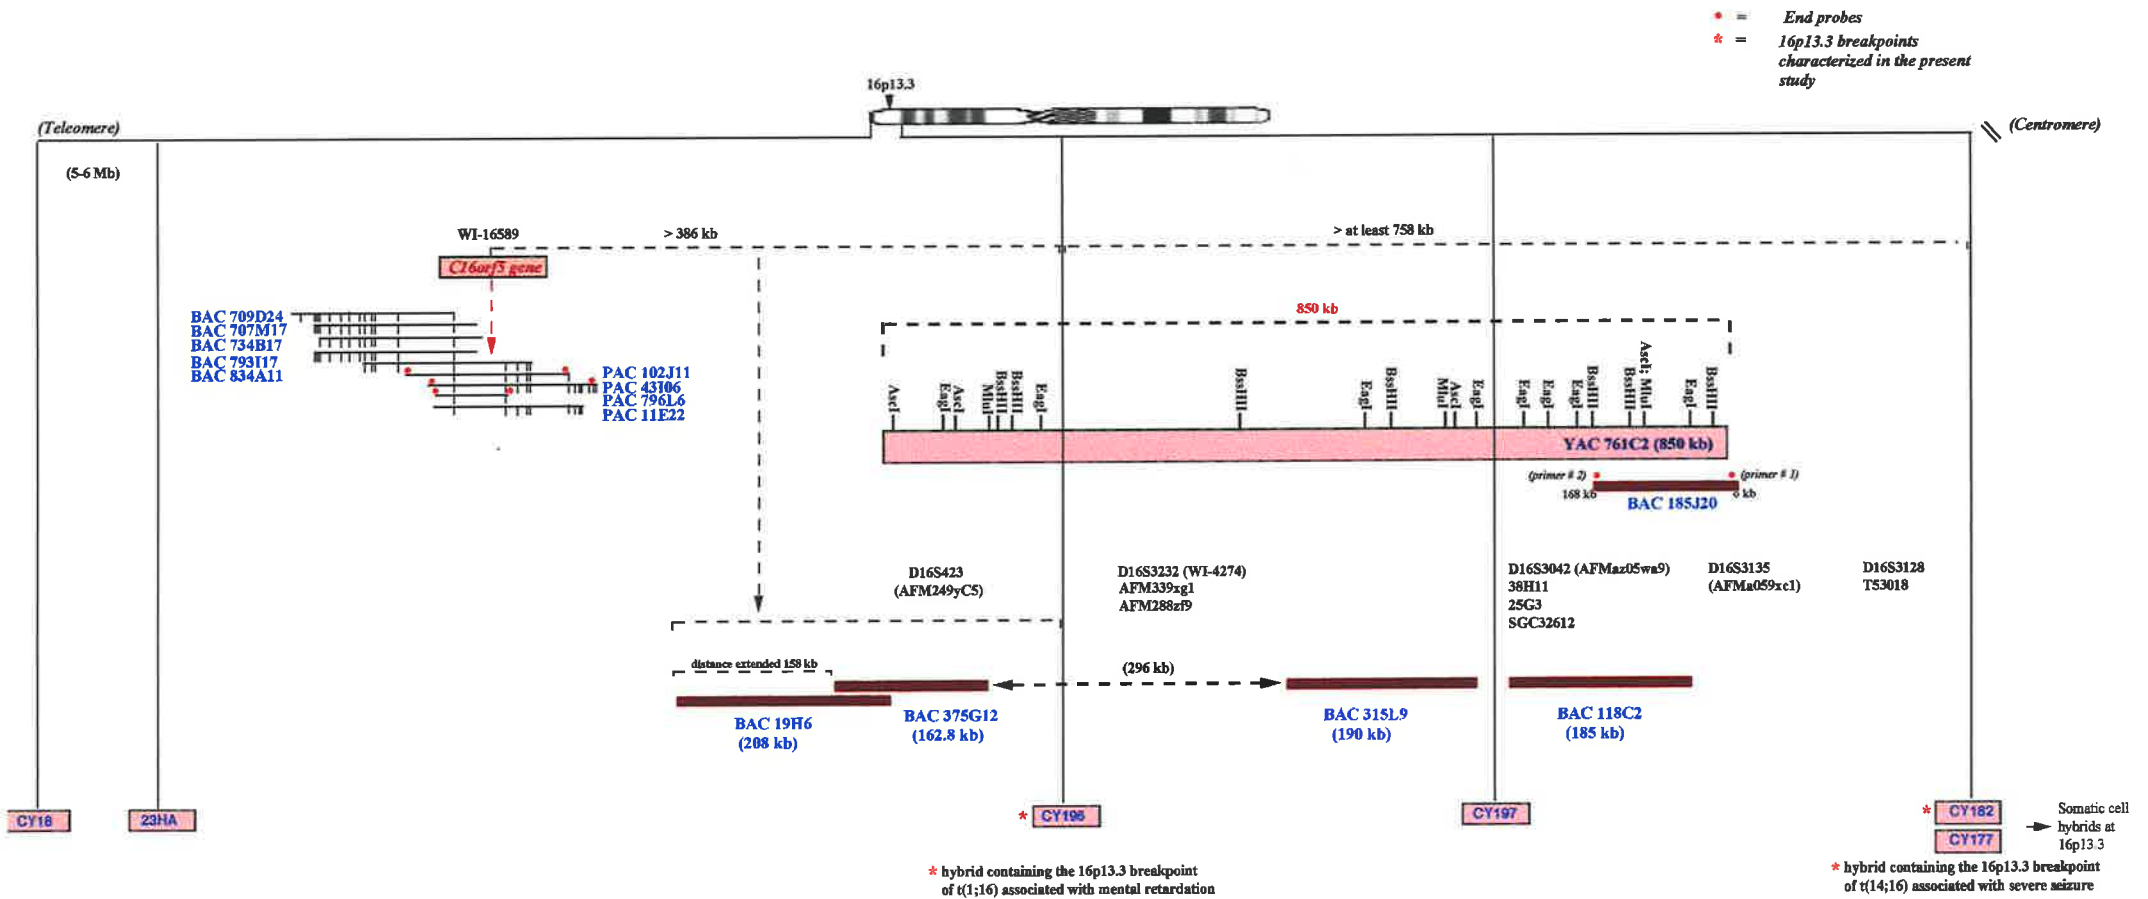 • = End probes
* = 16p13.3 breakpoints
characterized in the present
study
16p13.3
(Teleomere)
(Centromere)
(5-6 Mb)
WI-16589
> 386 kb
> at least 758 kb
C16orf5 gene
850 kb
BAC 709D24
BAC 707M17
BAC 734B17
BAC 793I17
BAC 834A11
PAC 102J11
PAC 43J06
PAC 796L6
PAC 11E22
AscI
EagI
AscI
MluI
BssHII
BssHII
EagI
BssHII
EagI
BssHII
MluI
AscI
EagI
EagI
EagI
EagI
BssHII
BssHII
AscI; MluI
EagI
BssHII
YAC 761C2 (850 kb)
(primer # 2)
(primer # 1)
168 kb
0 kb
BAC 185J20
D16S423
(AFM249yC5)
D16S3232 (WI-4274)
AFM339xg1
AFM288zf9
D16S3042 (AFMaz05wa9)
38H11
25G3
SGC32612
D16S3135
(AFMa059xc1)
D16S3128
T53018
distance extended 158 kb
(296 kb)
BAC 19H6
(208 kb)
BAC 375G12
(162.8 kb)
BAC 315L9
(190 kb)
BAC 118C2
(185 kb)
CY18
23HA
* CY196
CY197
* CY182
CY177
Somatic cell
hybrids at
16p13.3
* hybrid containing the 16p13.3 breakpoint
of t(1;16) associated with mental retardation
* hybrid containing the 16p13.3 breakpoint
of t(14;16) associated with severe seizure